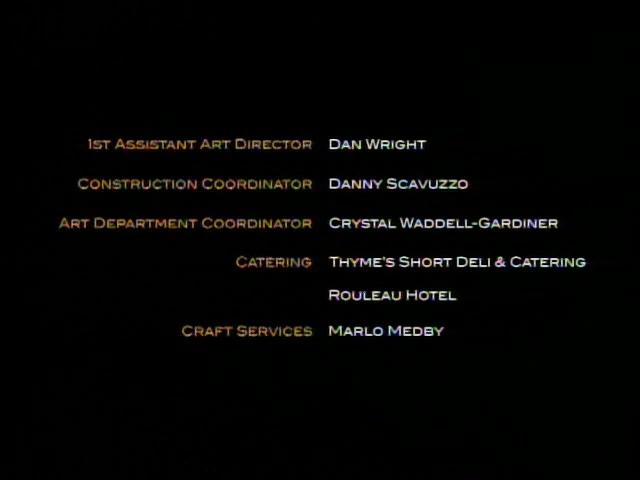 1st Assistant Art Director Dan Wright
Construction Coordinator Danny Scavuzzo
Art Department Coordinator Crystal Waddell-Gardiner
Catering Thyme's Short Deli & Catering
Rouleau Hotel
Craft Services Marlo Medby